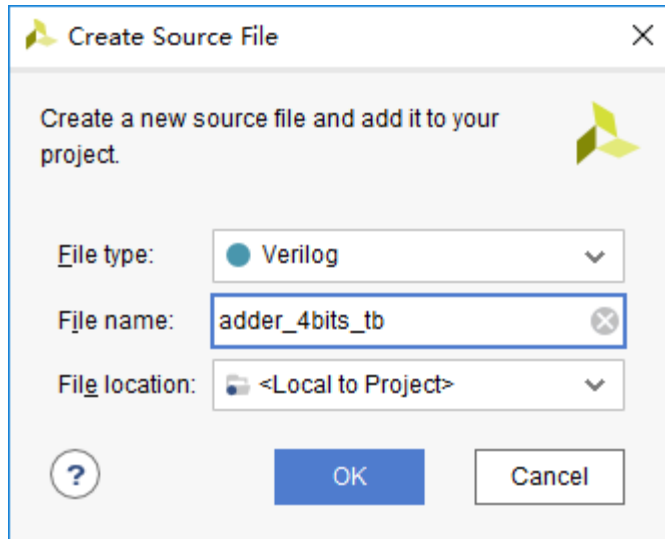 Create Source File
Create a new source file and add it to your
project.
File type: Verilog
File name: adder_4bits_tb
File location: <Local to Project>
? OK Cancel